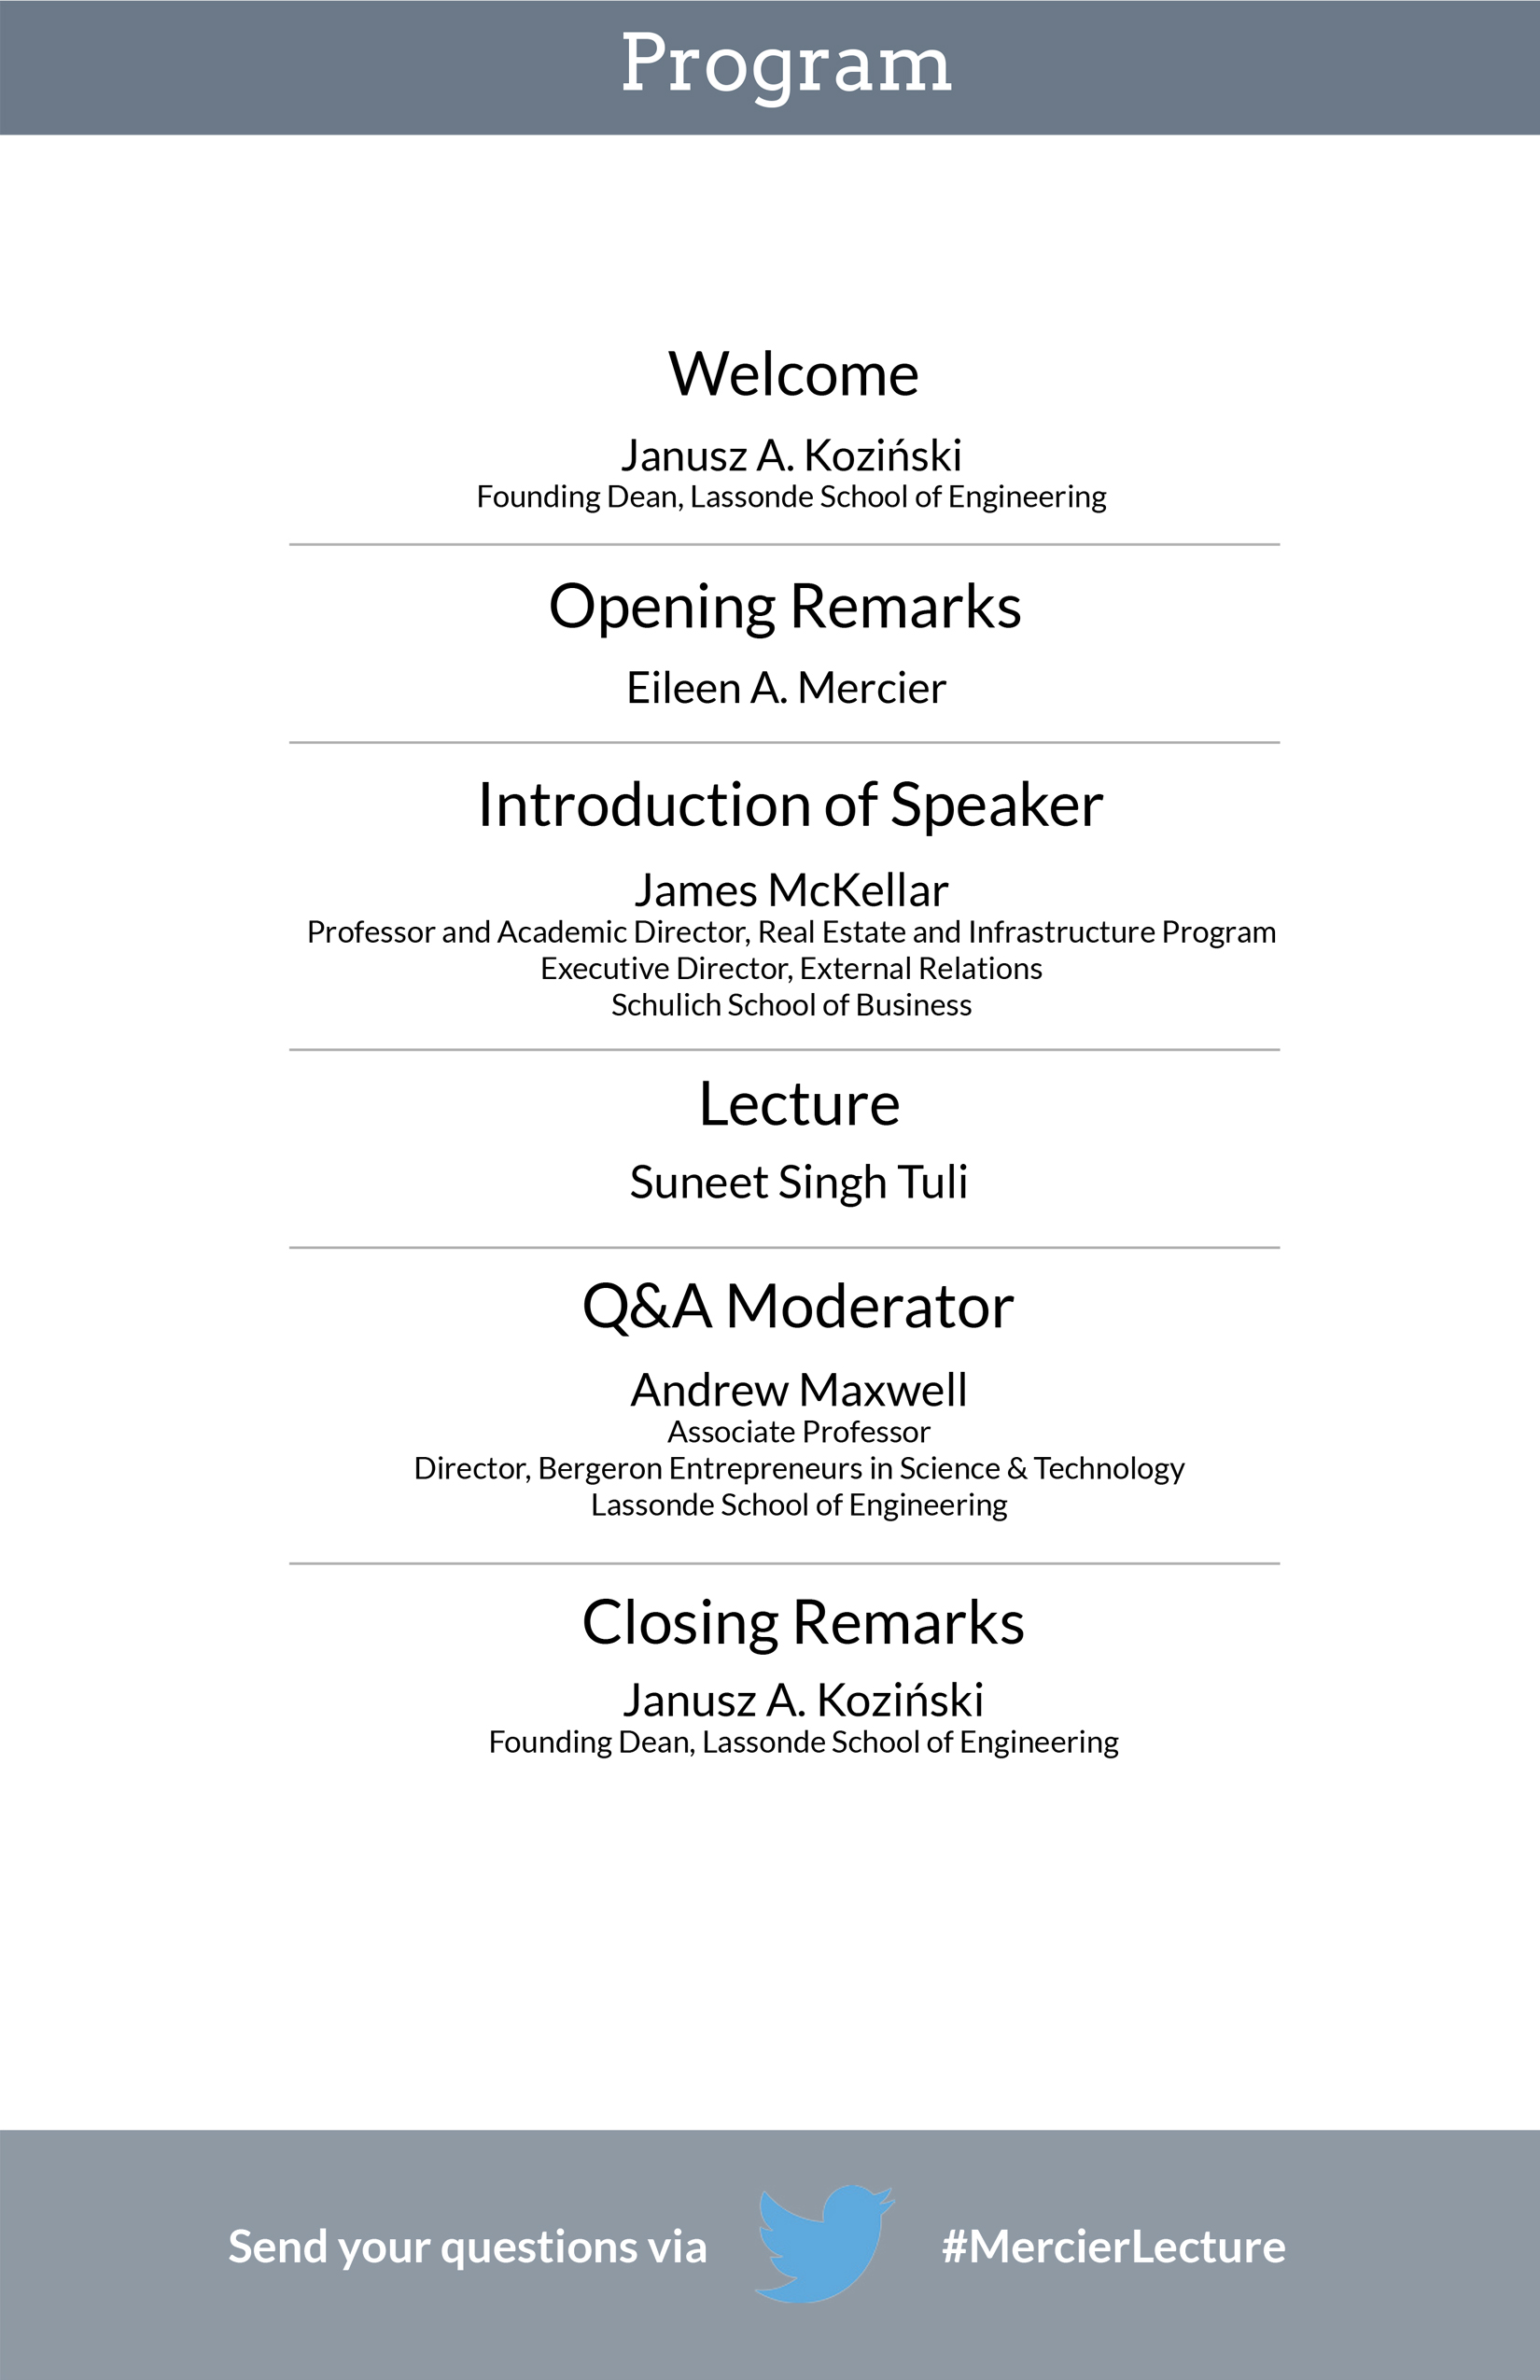 Program
Welcome
Janusz A. Koziński
Founding Dean, Lassonde School of Engineering
Opening Remarks
Eileen A. Mercier
Introduction of Speaker
James McKellar
Professor and Academic Director, Real Estate and Infrastructure Program
Executive Director, External Relations
Schulich School of Business
Lecture
Suneet Singh Tuli
Q&A Moderator
Andrew Maxwell
Associate Professor
Director, Bergeron Entrepreneurs in Science & Technology
Lassonde School of Engineering
Closing Remarks
Janusz A. Koziński
Founding Dean, Lassonde School of Engineering
Send your questions via #MercierLecture